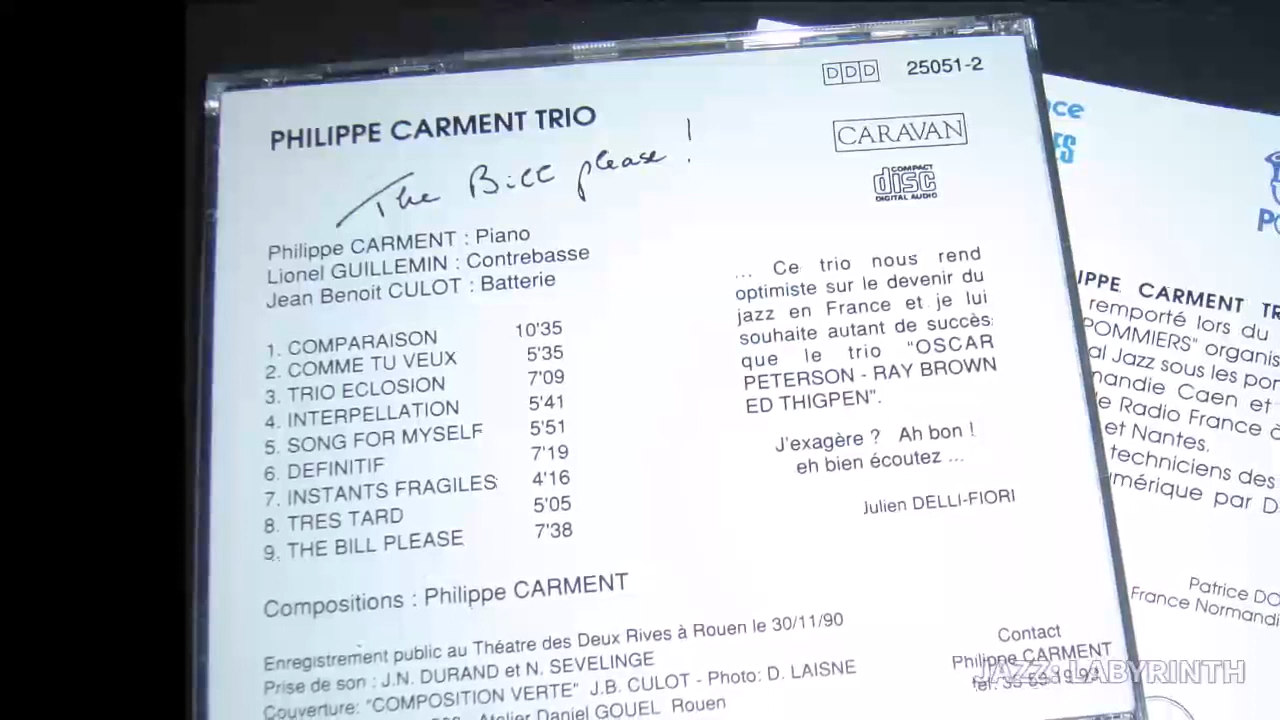 DDD 25051-2
PHILIPPE CARMENT TRIO
The Bill please !
CARAVAN
COMPACT
disc
DIGITAL AUDIO
Philippe CARMENT : Piano
Lionel GUILLEMIN : Contrebasse
Jean Benoit CULOT : Batterie
1. COMPARAISON 10'35
2. COMME TU VEUX 5'35
3. TRIO ECLOSION 7'09
4. INTERPELLATION 5'41
5. SONG FOR MYSELF 5'51
6. DEFINITIF 7'19
7. INSTANTS FRAGILES 4'16
8. TRES TARD 5'05
9. THE BILL PLEASE 7'38
... Ce trio nous rend
optimiste sur le devenir du
jazz en France et je lui
souhaite autant de succès
que le trio "OSCAR
PETERSON - RAY BROWN
ED THIGPEN".
J'exagère ? Ah bon !
eh bien écoutez ...
Julien DELLI-FIORI
Compositions : Philippe CARMENT
Enregistrement public au Théatre des Deux Rives à Rouen le 30/11/90
Prise de son : J.N. DURAND et N. SEVELINGE
Couverture: "COMPOSITION VERTE" J.B. CULOT - Photo: D. LAISNE
Atelier Daniel GOUEL Rouen
Contact
Philippe CARMENT
JAZZ: LABYRINTH
CARMENT
remporté lors du
POMMIERS" organis
al Jazz sous les pom
mandie Caen et
Radio France à
et Nantes.
techniciens des
numérique par D
Patrice DO
France Normandi